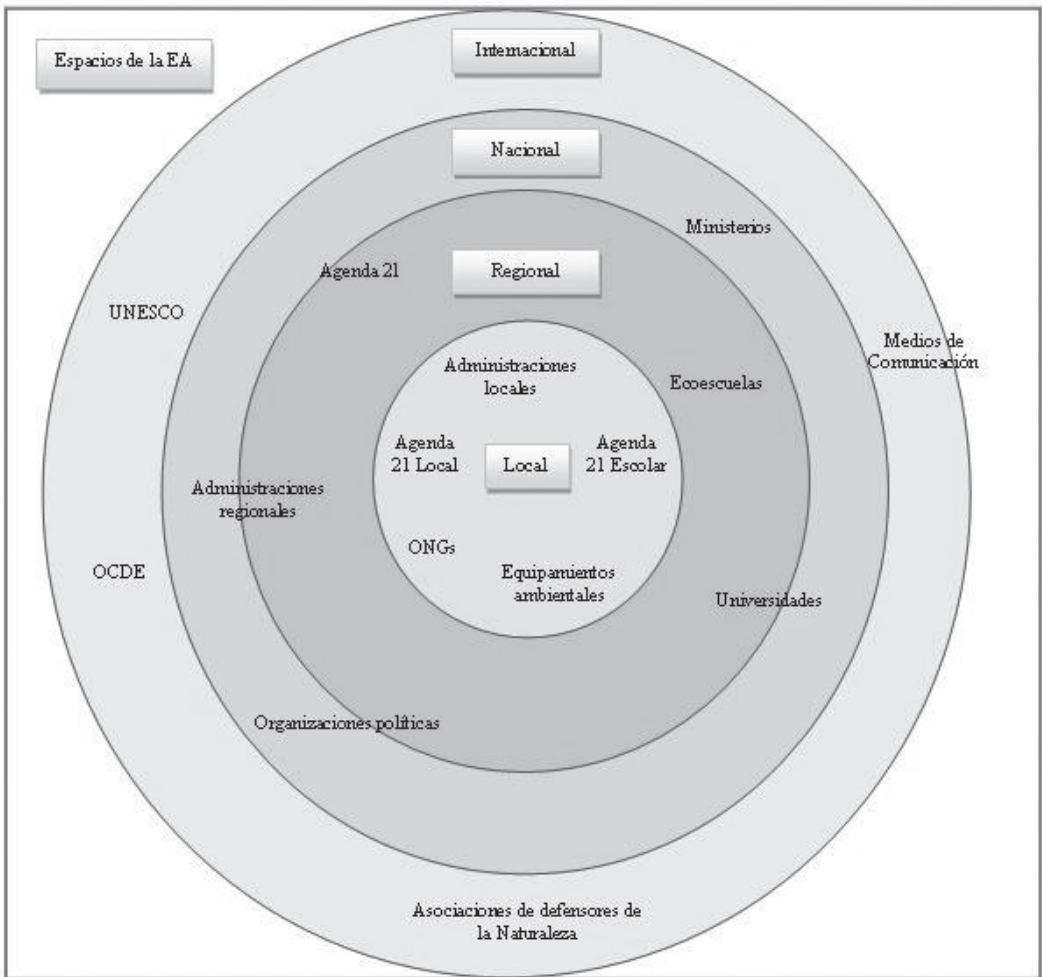 Espacios de la EA
Internacional
Nacional
Ministerios
Agenda 21
Regional
UNESCO
Medios de
Comunicación
Administraciones
locales
Ecoescuelas
Agenda
21 Local
Local
Agenda
21 Escolar
Administraciones
regionales
ONGs
OCDE
Equipamientos
ambientales
Universidades
Organizaciones políticas
Asociaciones de defensores de
la Naturaleza